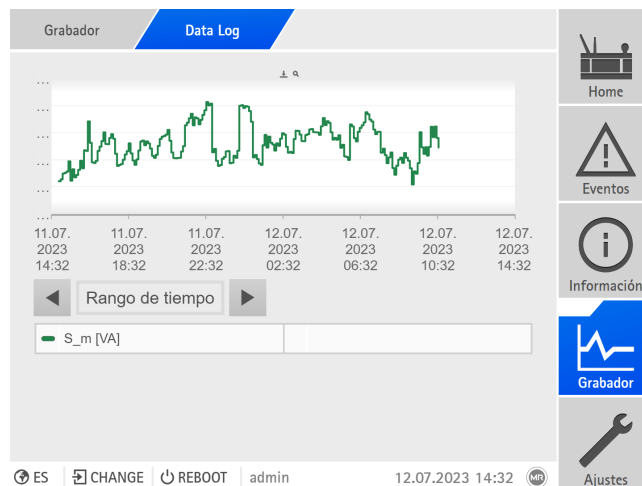 Grabador
Data Log
Home
...
...
...
...
...
...
11.07. 11.07. 11.07. 12.07. 12.07. 12.07. 12.07.
2023 2023 2023 2023 2023 2023 2023
14:32 18:32 22:32 02:32 06:32 10:32 14:32
Rango de tiempo
S_m [VA]
Eventos
Información
Grabador
Ajustes
ES
CHANGE
REBOOT
admin
12.07.2023 14:32
MR